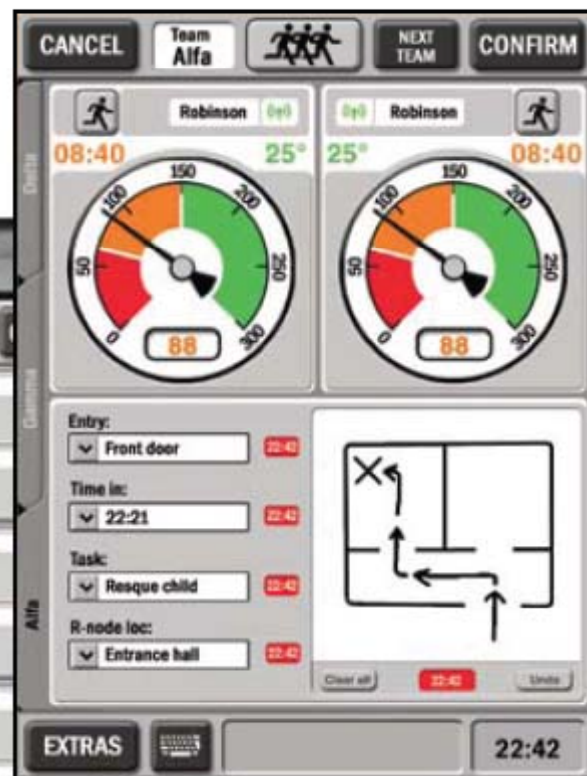 CANCEL
Team
Alfa
NEXT
TEAM
CONFIRM
Delta
Gamma
Alfa
Robinson
08:40
25°
0
50
100
150
200
250
300
88
Robinson
25°
08:40
0
50
100
150
200
250
300
88
Entry:
Front door
22:42
Time in:
22:21
22:42
Task:
Resque child
22:42
R-node loc:
Entrance hall
22:42
Clear all
22:42
Undo
EXTRAS
22:42